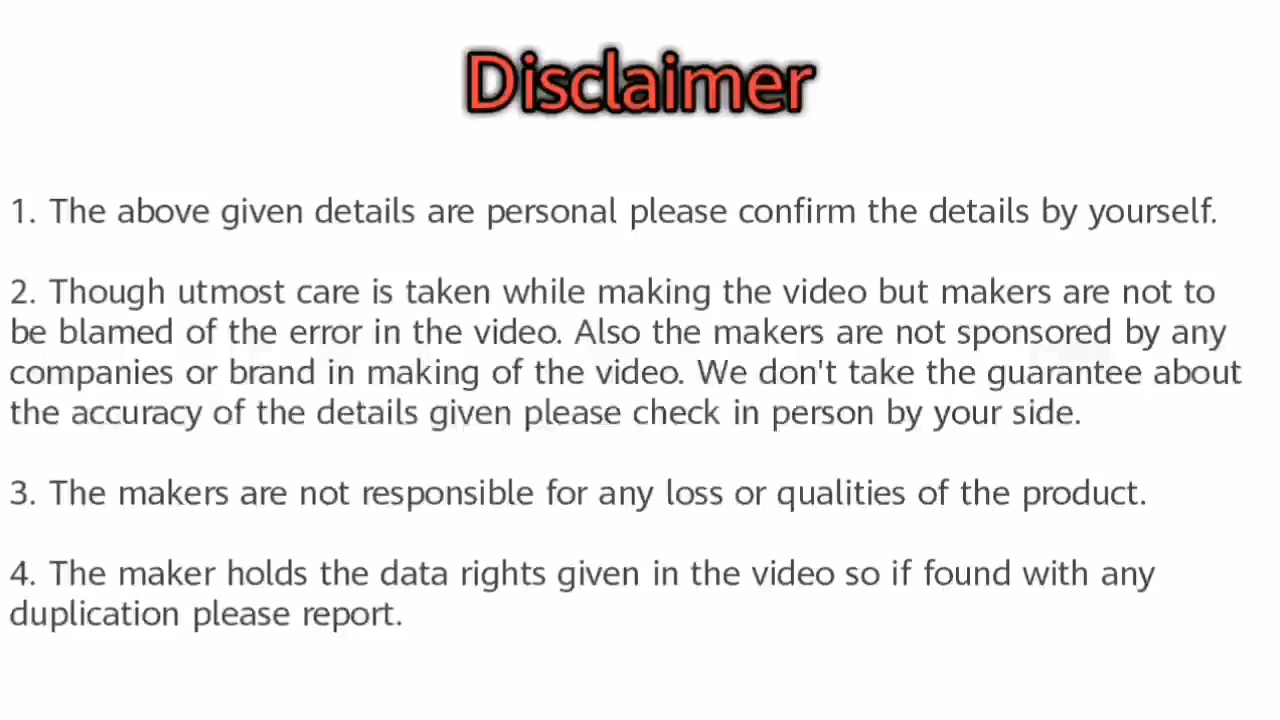 Disclaimer
1. The above given details are personal please confirm the details by yourself.
2. Though utmost care is taken while making the video but makers are not to
be blamed of the error in the video. Also the makers are not sponsored by any
companies or brand in making of the video. We don't take the guarantee about
the accuracy of the details given please check in person by your side.
3. The makers are not responsible for any loss or qualities of the product.
4. The maker holds the data rights given in the video so if found with any
duplication please report.